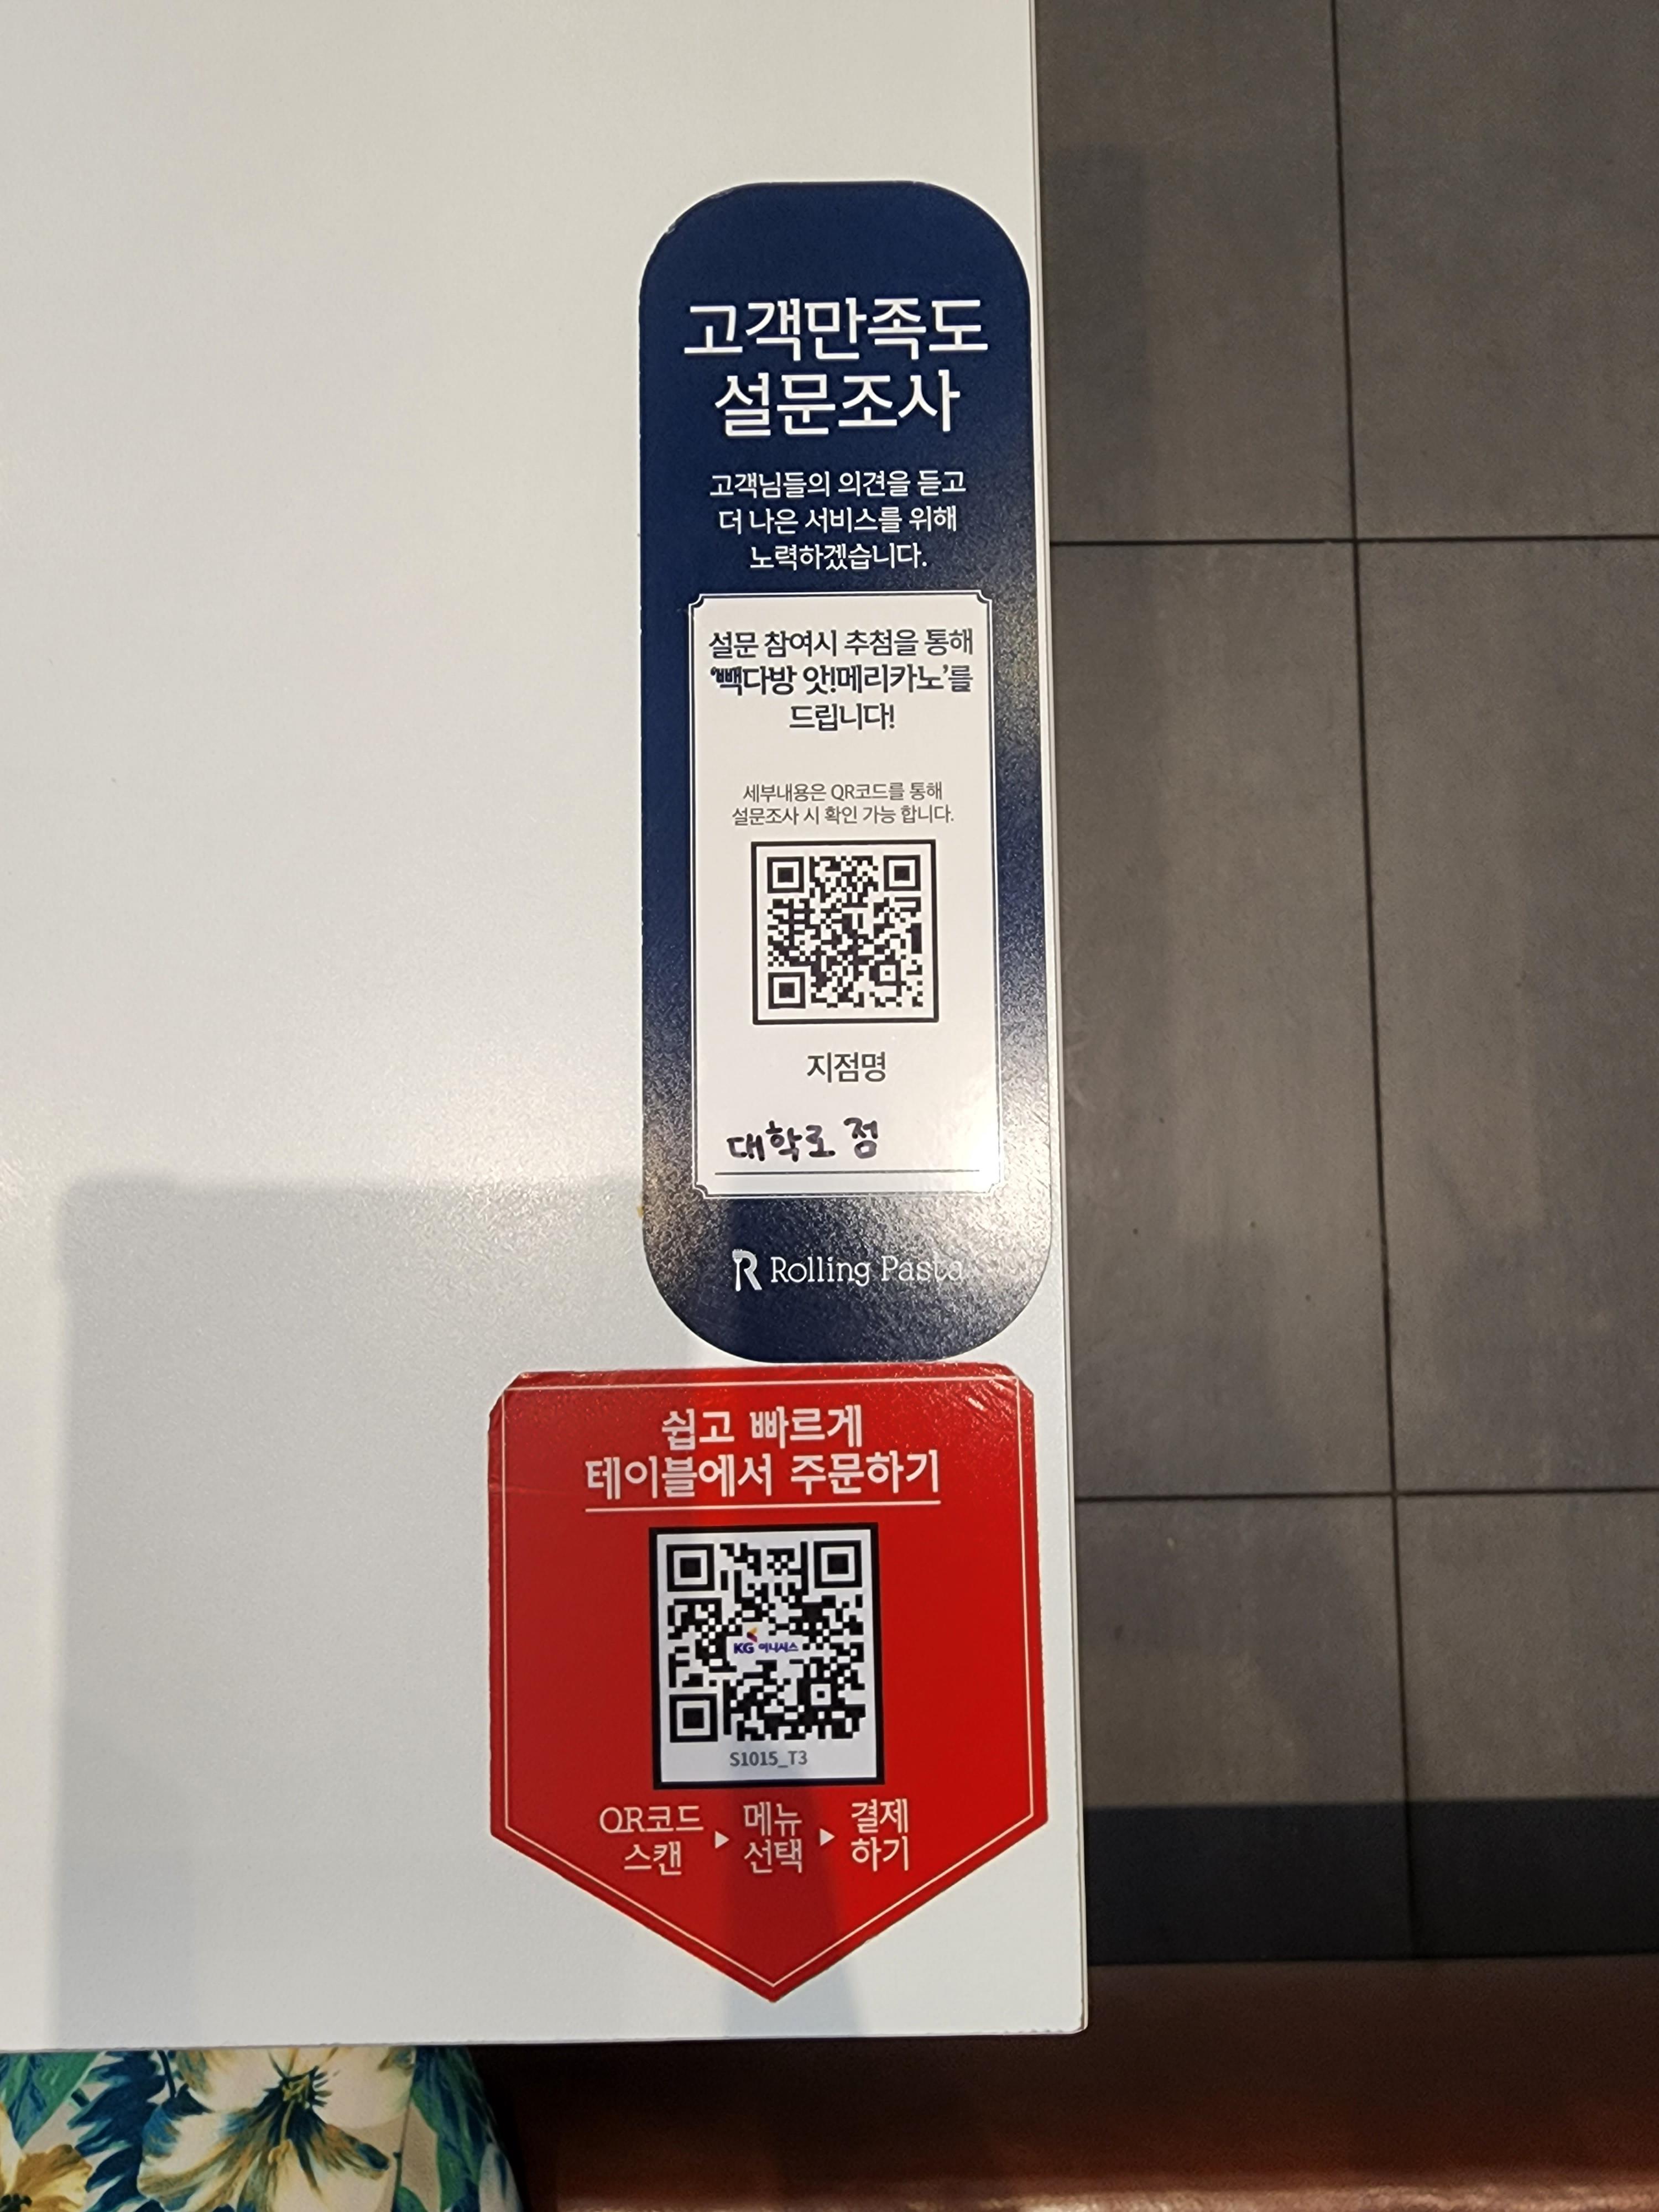 고객만족도
설문조사
고객님들의 의견을 듣고
더 나은 서비스를 위해
노력하겠습니다.
설문 참여시 추첨을 통해
'빽다방 앗!메리카노'를
드립니다!
세부내용은 QR코드를 통해
설문조사 시 확인 가능 합니다.
지점명
대학로점
Rolling Pasta
쉽고 빠르게
테이블에서 주문하기
KG 이니시스
S1015_T3
QR코드 스캔 ▶ 메뉴 선택 ▶ 결제 하기